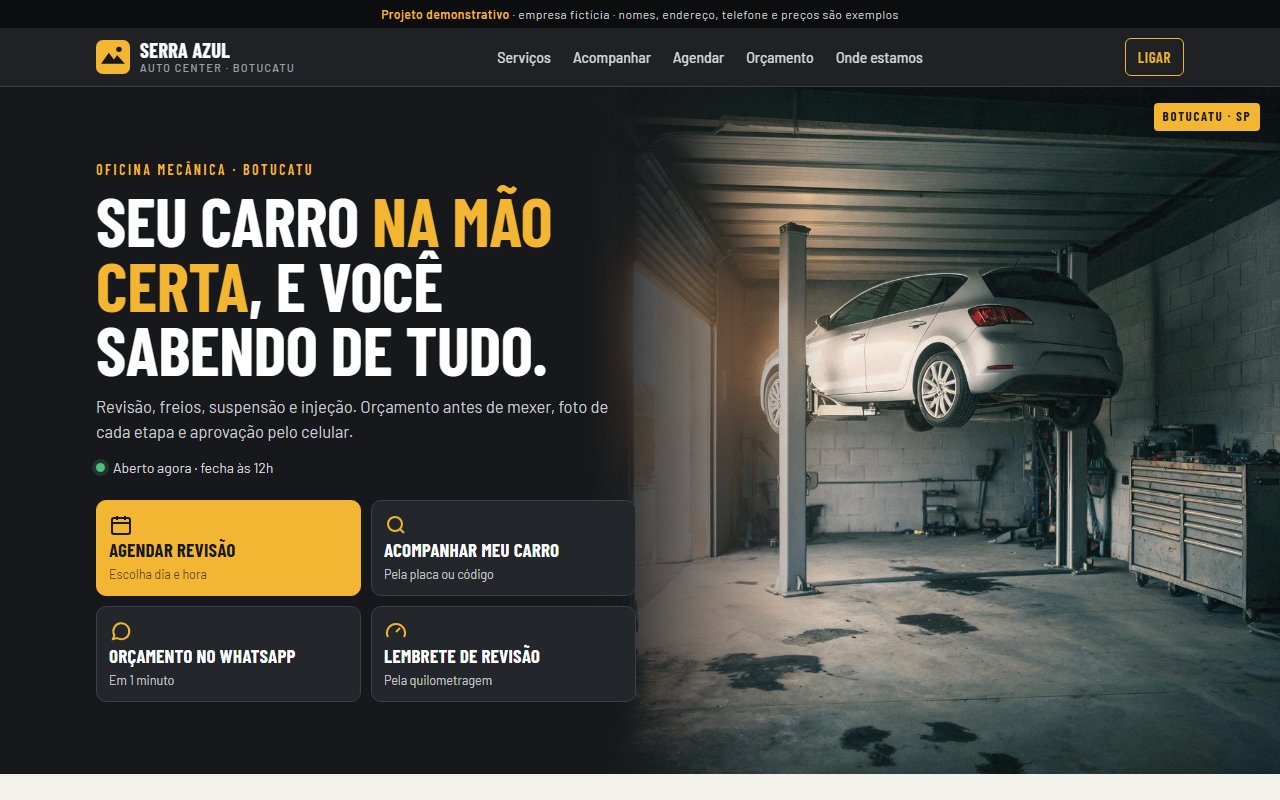 Projeto demonstrativo · empresa fictícia · nomes, endereço, telefone e preços são exemplos
SERRA AZUL
AUTO CENTER · BOTUCATU
Serviços
Acompanhar
Agendar
Orçamento
Onde estamos
LIGAR
BOTUCATU · SP
OFICINA MECÂNICA · BOTUCATU
SEU CARRO NA MÃO
CERTA, E VOCÊ
SABENDO DE TUDO.
Revisão, freios, suspensão e injeção. Orçamento antes de mexer, foto de
cada etapa e aprovação pelo celular.
Aberto agora · fecha às 12h
AGENDAR REVISÃO
Escolha dia e hora
ACOMPANHAR MEU CARRO
Pela placa ou código
ORÇAMENTO NO WHATSAPP
Em 1 minuto
LEMBRETE DE REVISÃO
Pela quilometragem